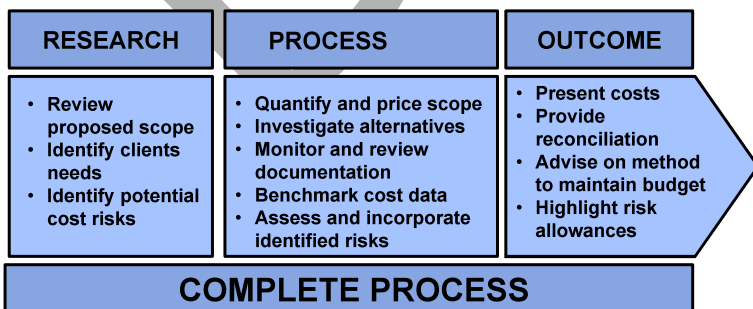 RESEARCH
• Review
proposed scope
• Identify clients
needs
• Identify potential
cost risks
PROCESS
• Quantify and price scope
• Investigate alternatives
• Monitor and review
documentation
• Benchmark cost data
• Assess and incorporate
identified risks
OUTCOME
• Present costs
• Provide
reconciliation
• Advise on method
to maintain budget
• Highlight risk
allowances
COMPLETE PROCESS